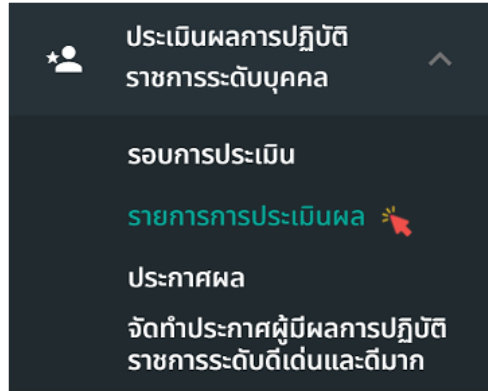 ประเมินผลการปฏิบัติ
ราชการระดับบุคคล
รอบการประเมิน
รายการการประเมินผล
ประกาศผล
จัดทำประกาศผู้มีผลการปฏิบัติ
ราชการระดับดีเด่นและดีมาก